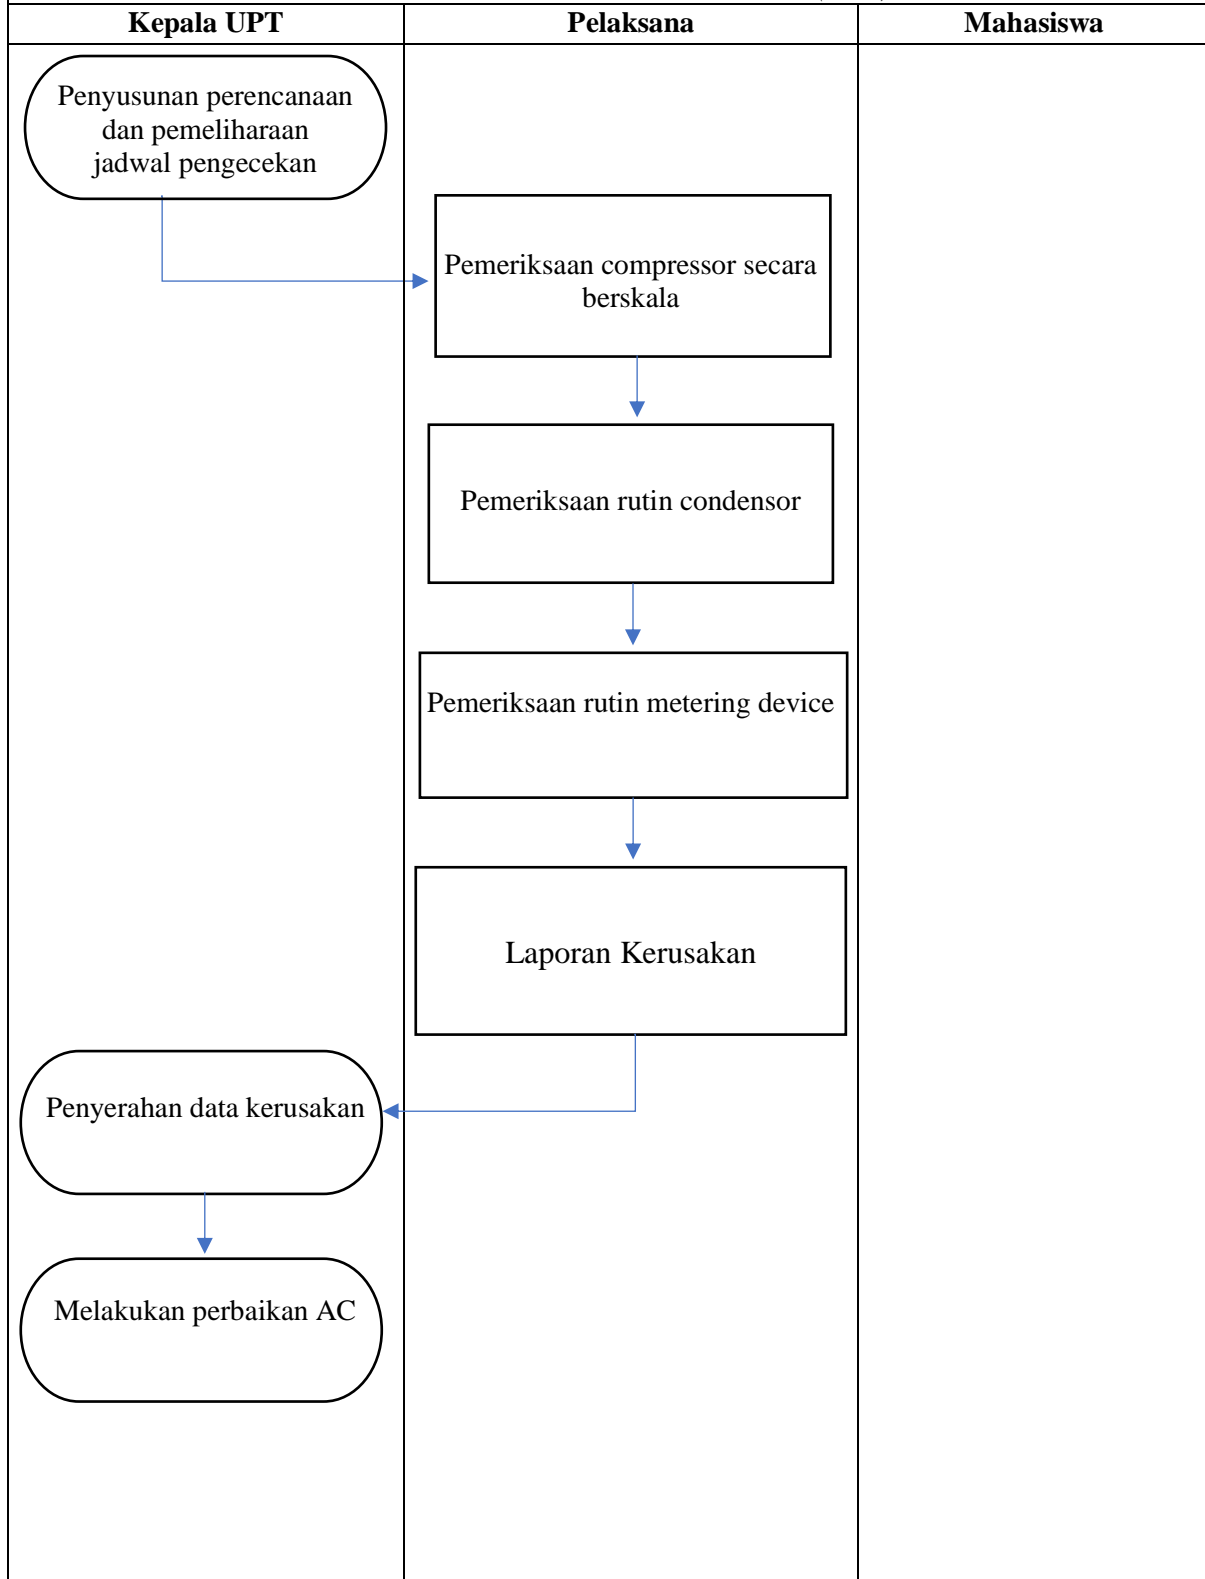 Kepala UPT
Pelaksana
Mahasiswa
Penyusunan perencanaan
dan pemeliharaan
jadwal pengecekan
Pemeriksaan compressor secara
berskala
Pemeriksaan rutin condensor
Pemeriksaan rutin metering device
Laporan Kerusakan
Penyerahan data kerusakan
Melakukan perbaikan AC